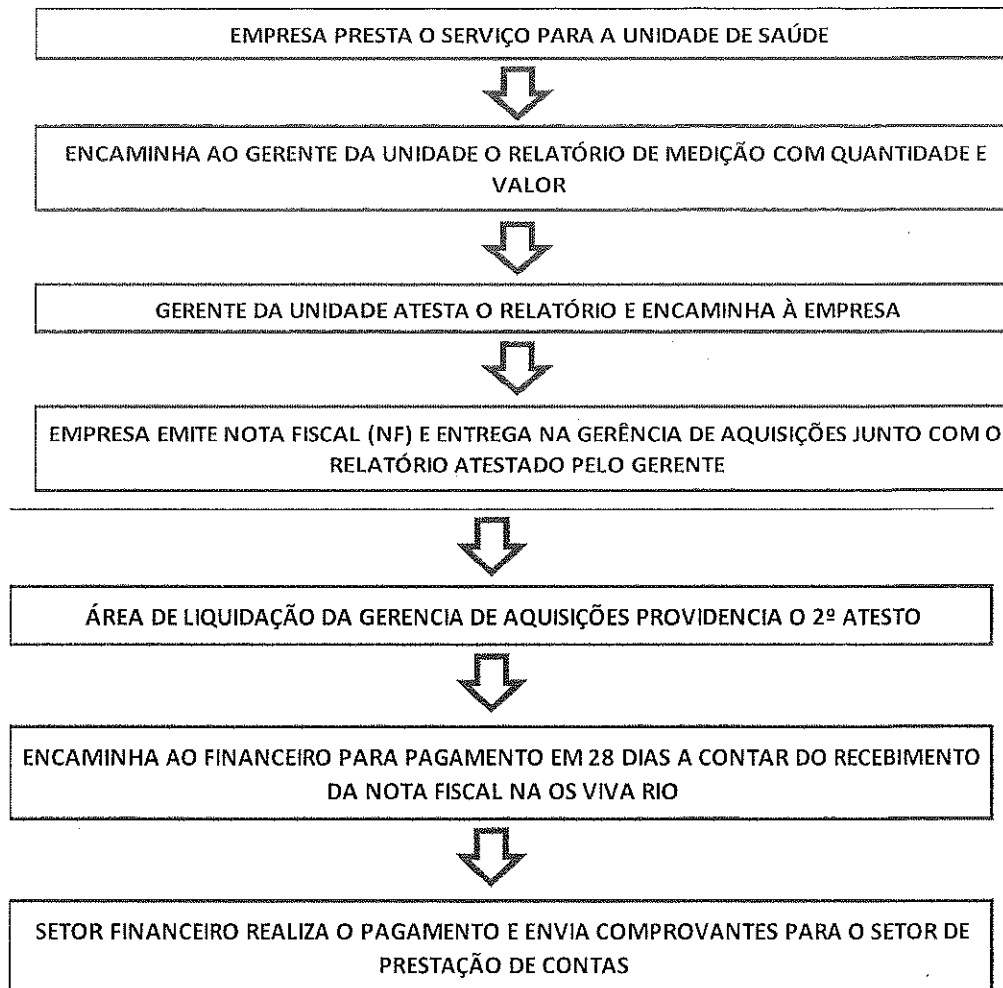 EMPRESA PRESTA O SERVIÇO PARA A UNIDADE DE SAÚDE
ENCAMINHA AO GERENTE DA UNIDADE O RELATÓRIO DE MEDIÇÃO COM QUANTIDADE E
VALOR
GERENTE DA UNIDADE ATESTA O RELATÓRIO E ENCAMINHA À EMPRESA
EMPRESA EMITE NOTA FISCAL (NF) E ENTREGA NA GERÊNCIA DE AQUISIÇÕES JUNTO COM O
RELATÓRIO ATESTADO PELO GERENTE
ÁREA DE LIQUIDAÇÃO DA GERENCIA DE AQUISIÇÕES PROVIDENCIA O 2º ATESTO
ENCAMINHA AO FINANCEIRO PARA PAGAMENTO EM 28 DIAS A CONTAR DO RECEBIMENTO
DA NOTA FISCAL NA OS VIVA RIO
SETOR FINANCEIRO REALIZA O PAGAMENTO E ENVIA COMPROVANTES PARA O SETOR DE
PRESTAÇÃO DE CONTAS